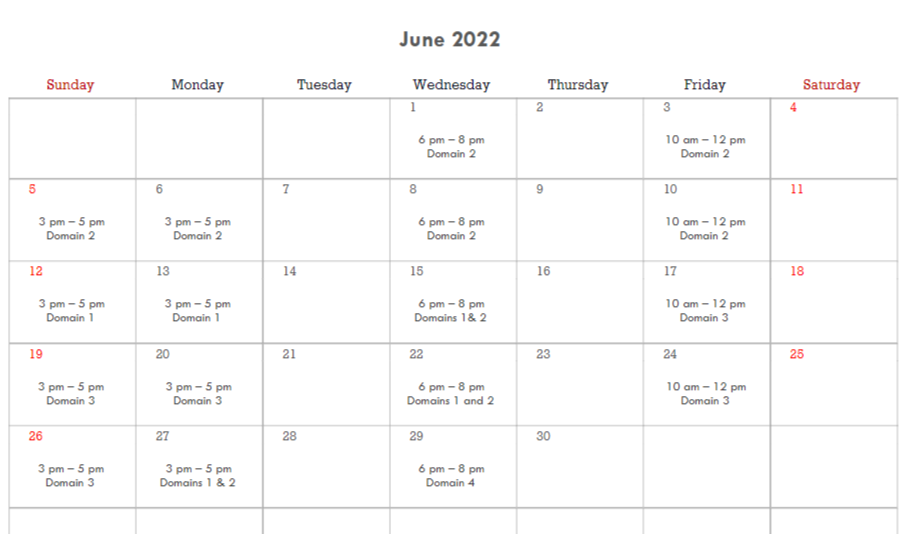 June 2022
Sunday Monday Tuesday Wednesday Thursday Friday Saturday
1 2 3 4
6 pm – 8 pm 10 am – 12 pm
Domain 2 Domain 2
5 6 7 8 9 10 11
3 pm – 5 pm 3 pm – 5 pm 6 pm – 8 pm 10 am – 12 pm
Domain 2 Domain 2 Domain 2 Domain 2
12 13 14 15 16 17 18
3 pm – 5 pm 3 pm – 5 pm 6 pm – 8 pm 10 am – 12 pm
Domain 1 Domain 1 Domains 1& 2 Domain 3
19 20 21 22 23 24 25
3 pm – 5 pm 3 pm – 5 pm 6 pm – 8 pm 10 am – 12 pm
Domain 3 Domain 3 Domains 1 and 2 Domain 3
26 27 28 29 30
3 pm – 5 pm 3 pm – 5 pm 6 pm – 8 pm
Domain 3 Domains 1 & 2 Domain 4